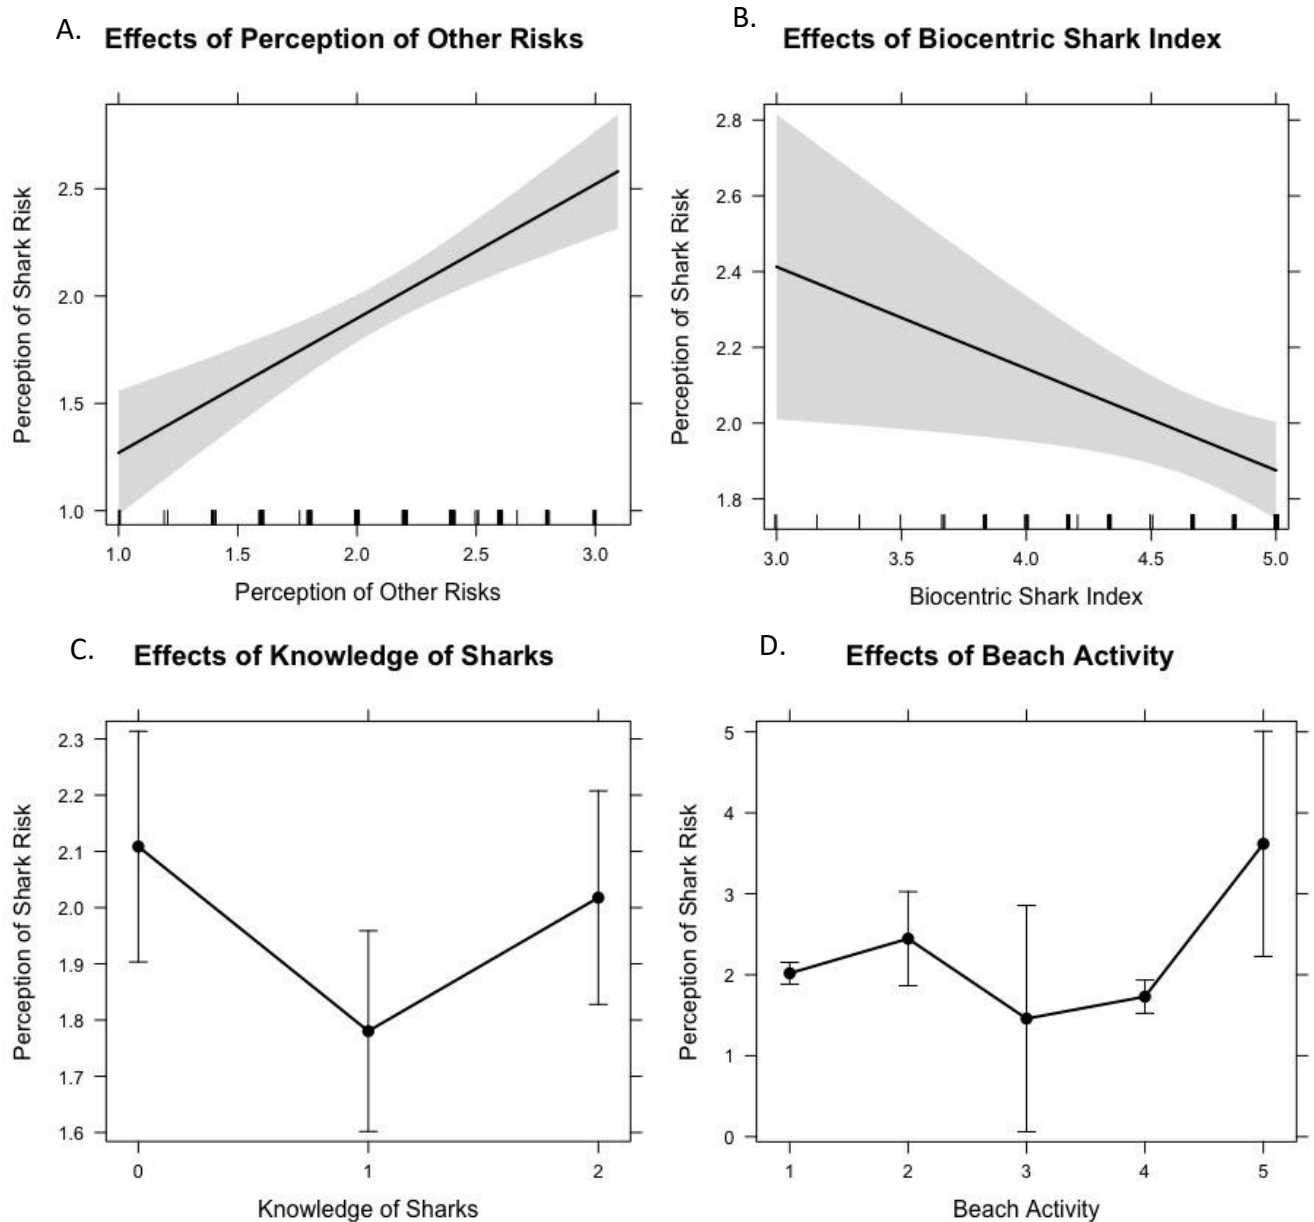 A.
Effects of Perception of Other Risks
Perception of Shark Risk
2.5
2.0
1.5
1.0
1.0 1.5 2.0 2.5 3.0
Perception of Other Risks
B.
Effects of Biocentric Shark Index
Perception of Shark Risk
2.8
2.6
2.4
2.2
2.0
1.8
3.0 3.5 4.0 4.5 5.0
Biocentric Shark Index
C.
Effects of Knowledge of Sharks
Perception of Shark Risk
2.3
2.2
2.1
2.0
1.9
1.8
1.7
1.6
0 1 2
Knowledge of Sharks
D.
Effects of Beach Activity
Perception of Shark Risk
5
4
3
2
1
0
1 2 3 4 5
Beach Activity